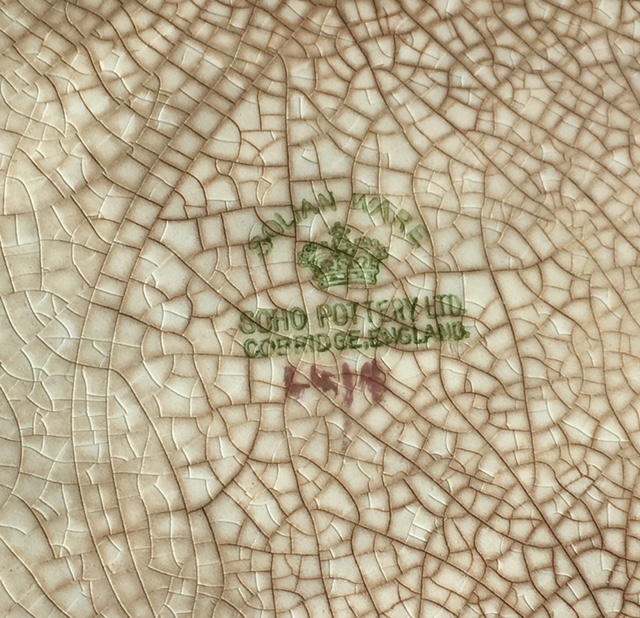 SOLIAN WARE
SOHO POTTERY LTD.
COBRIDGE.ENGLAND.